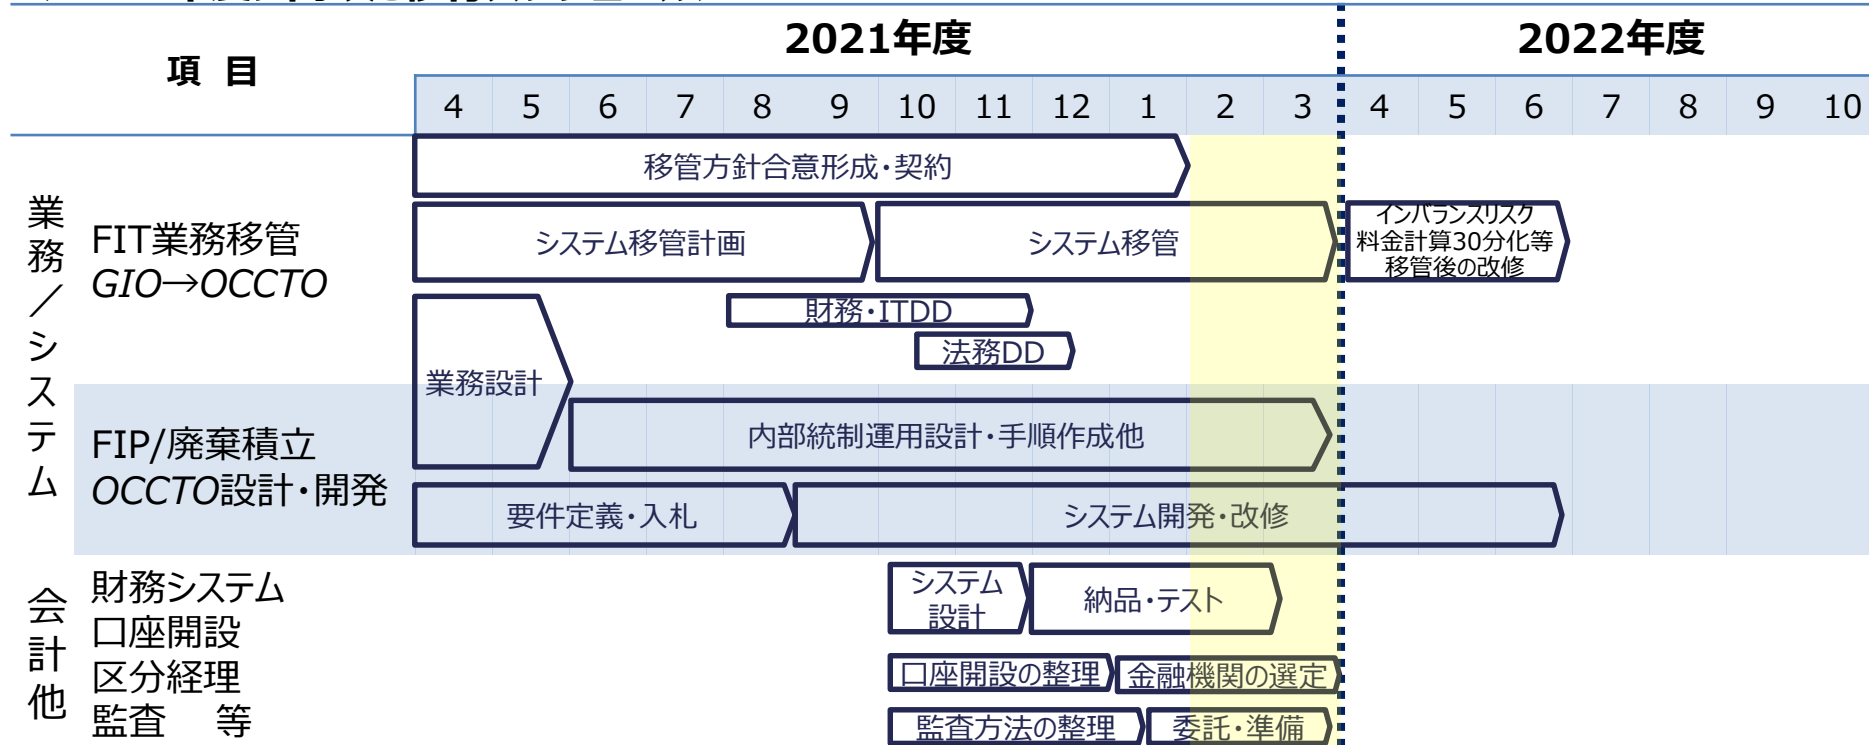 2021年度
2022年度
項 目
4 5 6 7 8 9 10 11 12 1 2 3 4 5 6 7 8 9 10
業務／システム
FIT業務移管
GIO→OCCTO
移管方針合意形成・契約
システム移管計画
システム移管
インバランスリスク
料金計算30分化等
移管後の改修
財務・ITDD
法務DD
業務設計
FIP/廃棄積立
OCCTO設計・開発
内部統制運用設計・手順作成他
要件定義・入札
システム開発・改修
会計他
財務システム
口座開設
区分経理
監査 等
システム
設計
納品・テスト
口座開設の整理
金融機関の選定
監査方法の整理
委託・準備